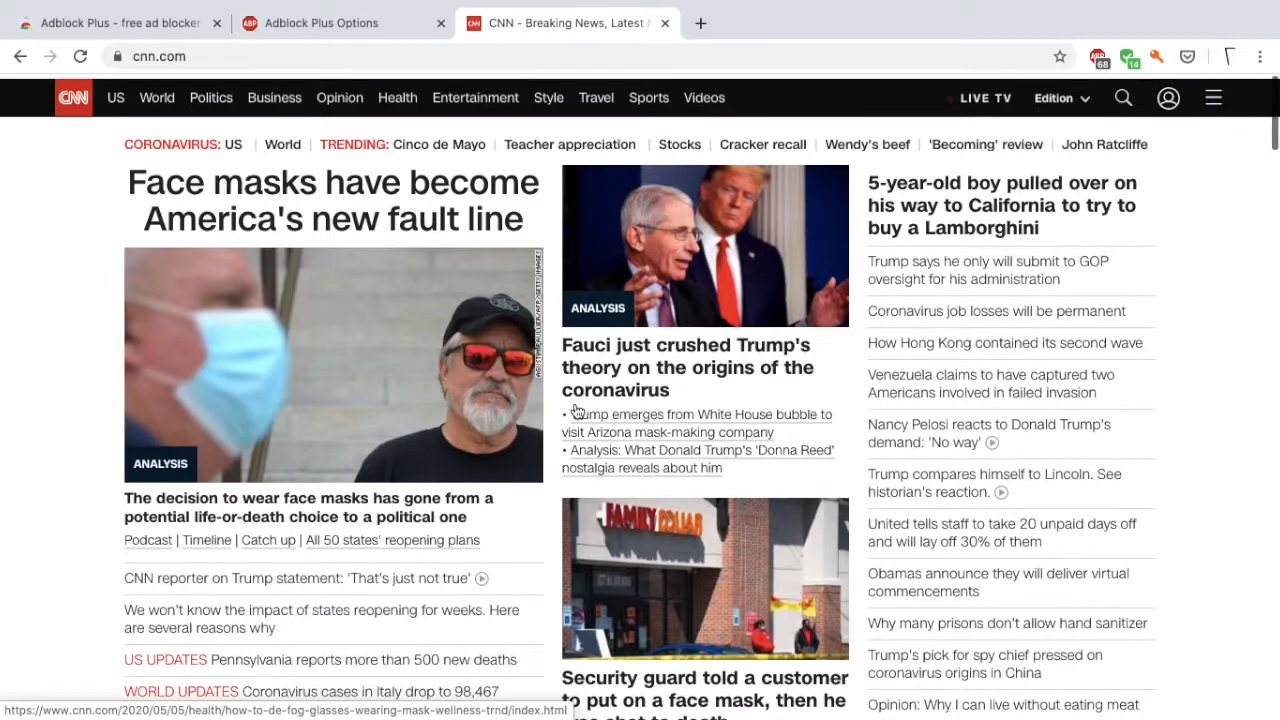 Adblock Plus - free ad blocker
Adblock Plus Options
CNN - Breaking News, Latest
cnn.com
68
14
CNN US World Politics Business Opinion Health Entertainment Style Travel Sports Videos LIVE TV Edition
CORONAVIRUS: US | World | TRENDING: Cinco de Mayo | Teacher appreciation | Stocks | Cracker recall | Wendy's beef | 'Becoming' review | John Ratcliffe
Face masks have become
America's new fault line
AGUSTIN PAULLIER/AFP/GETTY IMAGES
ANALYSIS
The decision to wear face masks has gone from a
potential life-or-death choice to a political one
Podcast | Timeline | Catch up | All 50 states' reopening plans
CNN reporter on Trump statement: 'That's just not true'
We won't know the impact of states reopening for weeks. Here
are several reasons why
US UPDATES Pennsylvania reports more than 500 new deaths
WORLD UPDATES Coronavirus cases in Italy drop to 98,467
ANALYSIS
Fauci just crushed Trump's
theory on the origins of the
coronavirus
• Trump emerges from White House bubble to
visit Arizona mask-making company
• Analysis: What Donald Trump's 'Donna Reed'
nostalgia reveals about him
FAMILY DOLLAR
Security guard told a customer
to put on a face mask, then he
was shot to death
5-year-old boy pulled over on
his way to California to try to
buy a Lamborghini
Trump says he only will submit to GOP
oversight for his administration
Coronavirus job losses will be permanent
How Hong Kong contained its second wave
Venezuela claims to have captured two
Americans involved in failed invasion
Nancy Pelosi reacts to Donald Trump's
demand: 'No way'
Trump compares himself to Lincoln. See
historian's reaction.
United tells staff to take 20 unpaid days off
and will lay off 30% of them
Obamas announce they will deliver virtual
commencements
Why many prisons don't allow hand sanitizer
Trump's pick for spy chief pressed on
coronavirus origins in China
Opinion: Why I can live without eating meat
https://www.cnn.com/2020/05/05/health/how-to-de-fog-glasses-wearing-mask-wellness-trnd/index.html